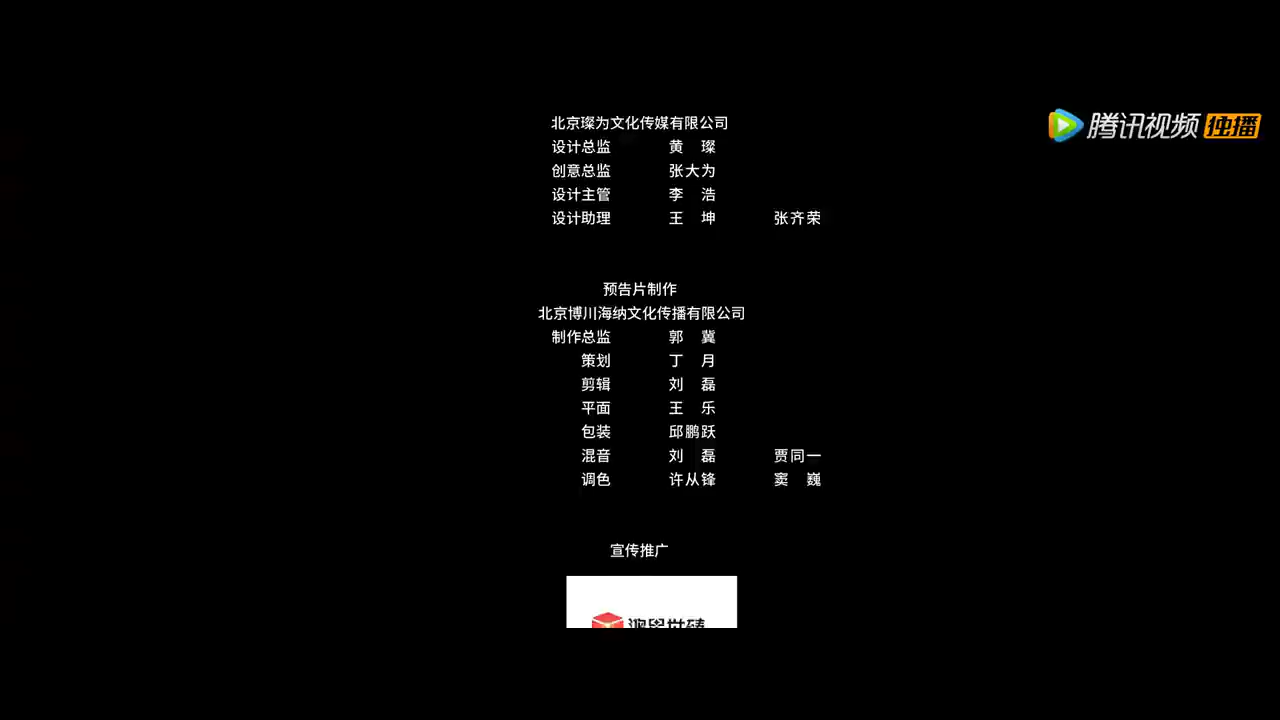 北京璨为文化传媒有限公司
腾讯视频 独播
设计总监 黄 璨
创意总监 张大为
设计主管 李 浩
设计助理 王 坤 张齐荣
预告片制作
北京博川海纳文化传播有限公司
制作总监 郭 冀
策划 丁 月
剪辑 刘 磊
平面 王 乐
包装 邱鹏跃
混音 刘 磊 贾同一
调色 许从锋 窦 巍
宣传推广